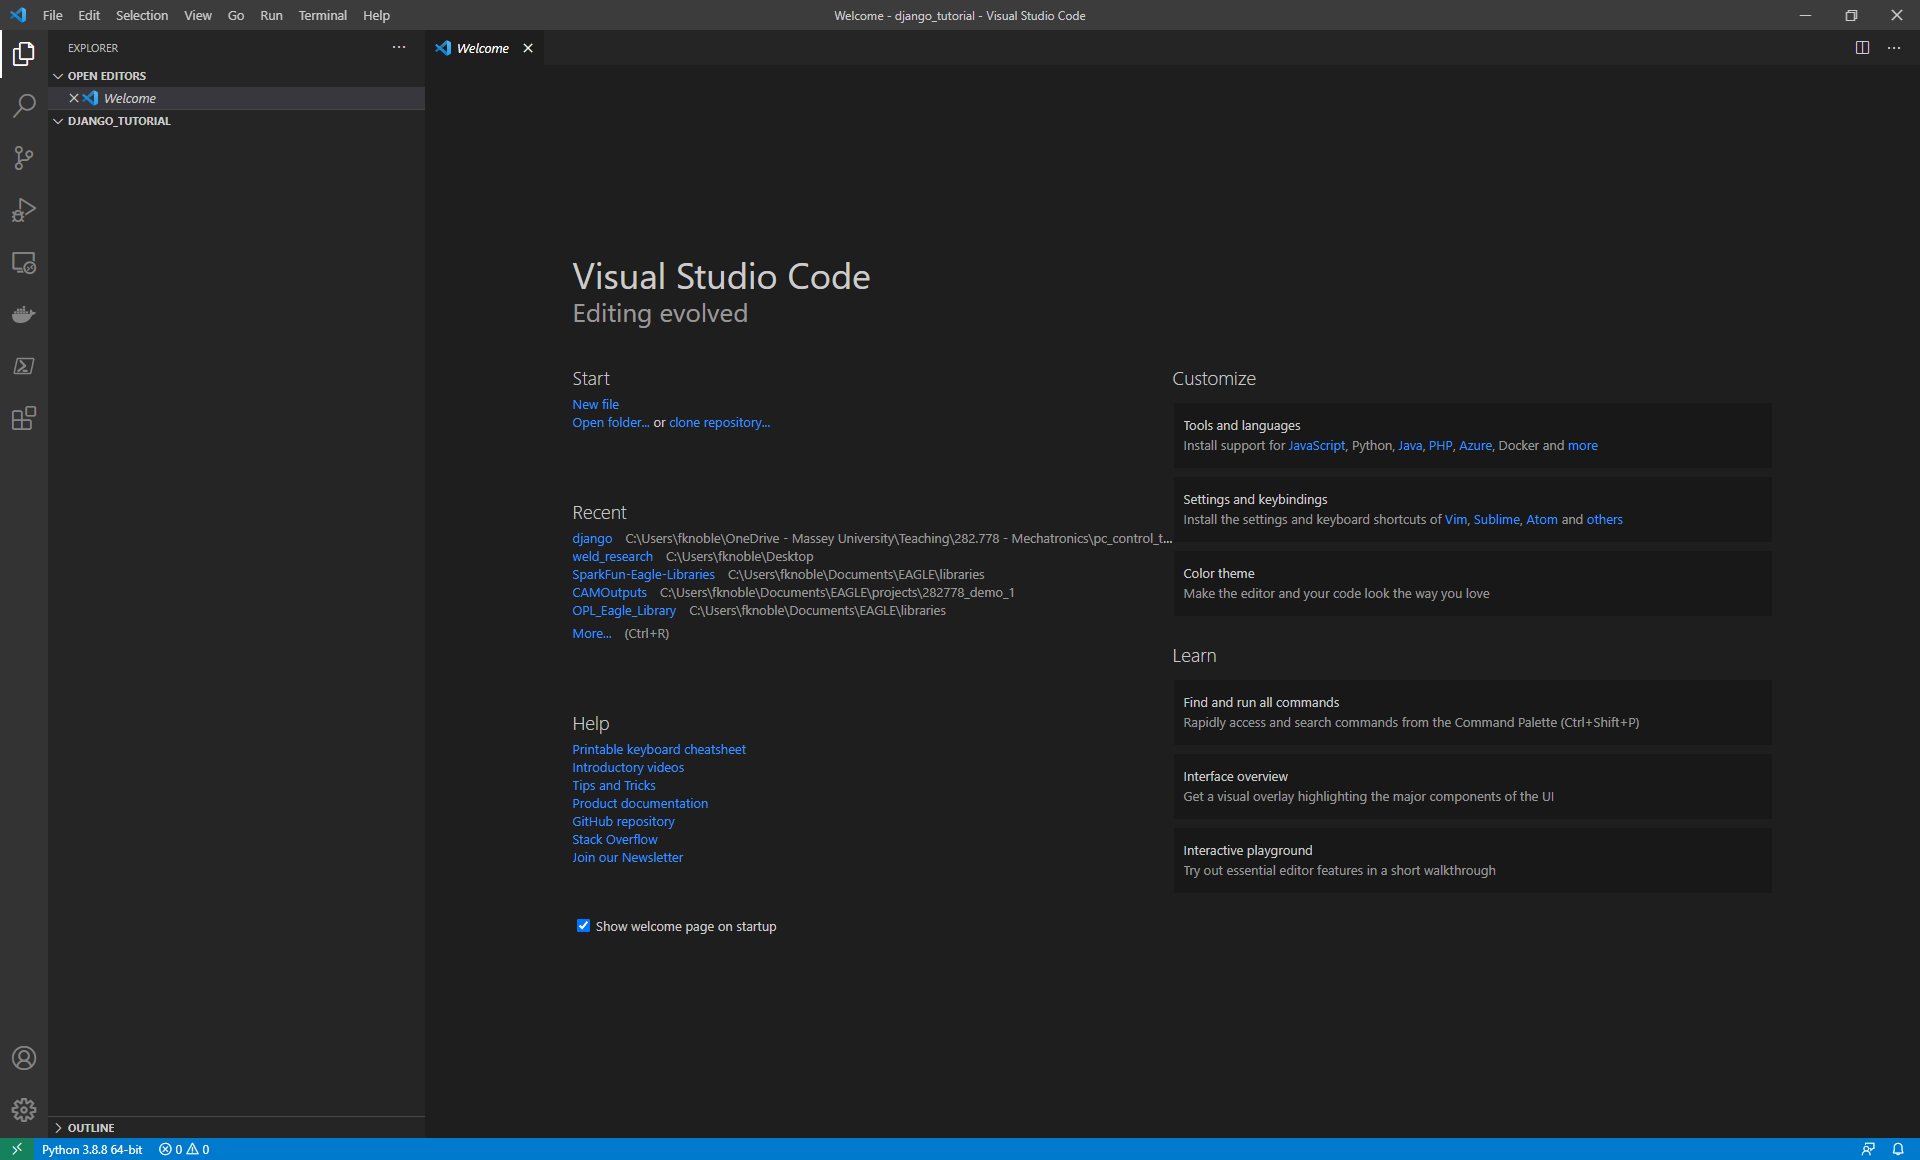 File Edit Selection View Go Run Terminal Help
Welcome - django_tutorial - Visual Studio Code
EXPLORER
OPEN EDITORS
Welcome
DJANGO_TUTORIAL
OUTLINE
Welcome
Visual Studio Code
Editing evolved
Start
New file
Open folder... or clone repository...
Recent
django C:\Users\fknoble\OneDrive - Massey University\Teaching\282.778 - Mechatronics\pc_control_t...
weld_research C:\Users\fknoble\Desktop
SparkFun-Eagle-Libraries C:\Users\fknoble\Documents\EAGLE\libraries
CAMOutputs C:\Users\fknoble\Documents\EAGLE\projects\282778_demo_1
OPL_Eagle_Library C:\Users\fknoble\Documents\EAGLE\libraries
More... (Ctrl+R)
Help
Printable keyboard cheatsheet
Introductory videos
Tips and Tricks
Product documentation
GitHub repository
Stack Overflow
Join our Newsletter
Show welcome page on startup
Customize
Tools and languages
Install support for JavaScript, Python, Java, PHP, Azure, Docker and more
Settings and keybindings
Install the settings and keyboard shortcuts of Vim, Sublime, Atom and others
Color theme
Make the editor and your code look the way you love
Learn
Find and run all commands
Rapidly access and search commands from the Command Palette (Ctrl+Shift+P)
Interface overview
Get a visual overlay highlighting the major components of the UI
Interactive playground
Try out essential editor features in a short walkthrough
Python 3.8.8 64-bit 0 0